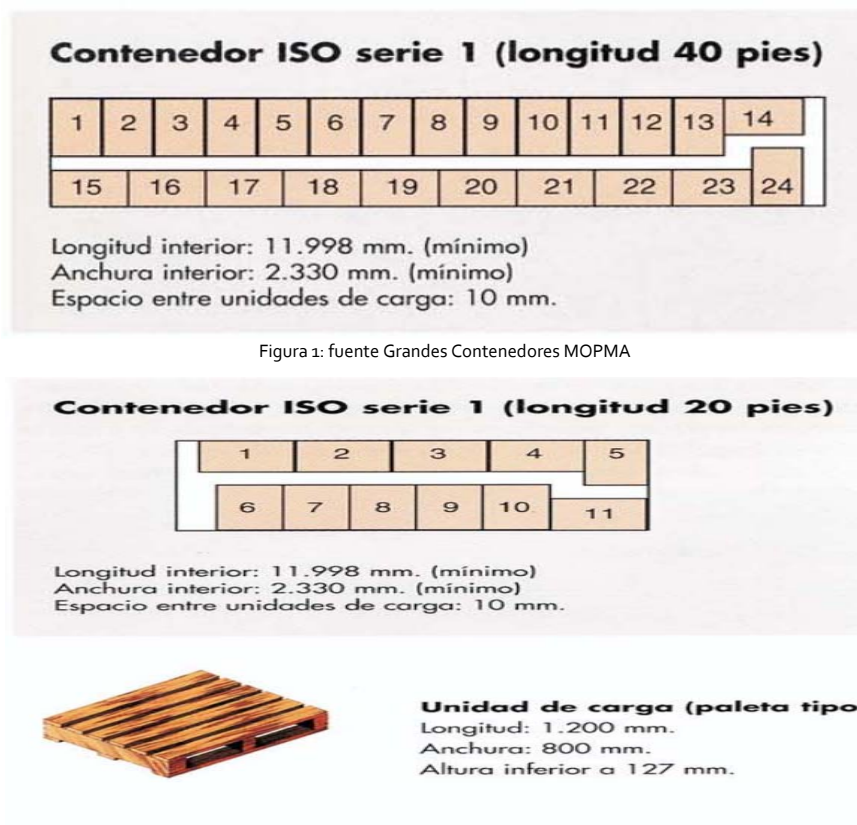 Contenedor ISO serie 1 (longitud 40 pies)
1 2 3 4 5 6 7 8 9 10 11 12 13 14
15 16 17 18 19 20 21 22 23 24
Longitud interior: 11.998 mm. (mínimo)
Anchura interior: 2.330 mm. (mínimo)
Espacio entre unidades de carga: 10 mm.
Figura 1: fuente Grandes Contenedores MOPMA
Contenedor ISO serie 1 (longitud 20 pies)
1 2 3 4 5
6 7 8 9 10 11
Longitud interior: 11.998 mm. (mínimo)
Anchura interior: 2.330 mm. (mínimo)
Espacio entre unidades de carga: 10 mm.
Unidad de carga (paleta tipo
Longitud: 1.200 mm.
Anchura: 800 mm.
Altura inferior a 127 mm.